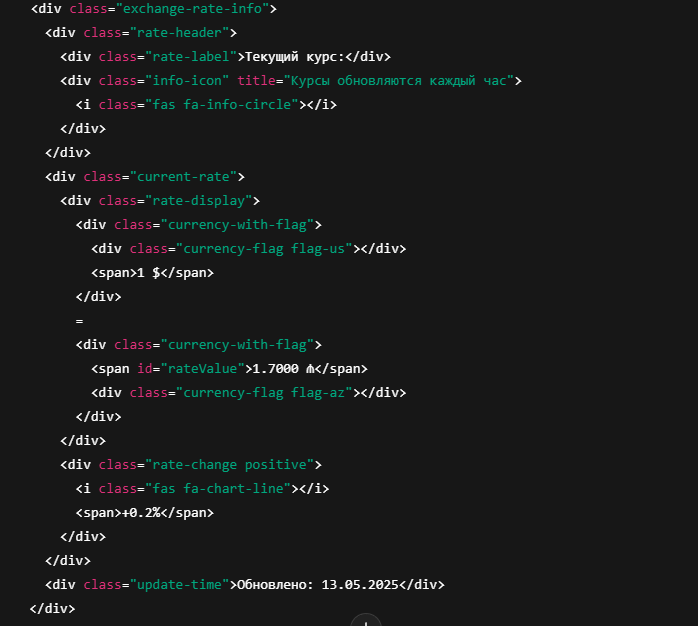 <div class="exchange-rate-info">
<div class="rate-header">
<div class="rate-label">Текущий курс:</div>
<div class="info-icon" title="Курсы обновляются каждый час">
<i class="fas fa-info-circle"></i>
</div>
</div>
<div class="current-rate">
<div class="rate-display">
<div class="currency-with-flag">
<div class="currency-flag flag-us"></div>
<span>1 $</span>
</div>
=
<div class="currency-with-flag">
<span id="rateValue">1.7000 ₼</span>
<div class="currency-flag flag-az"></div>
</div>
</div>
<div class="rate-change positive">
<i class="fas fa-chart-line"></i>
<span>+0.2%</span>
</div>
</div>
<div class="update-time">Обновлено: 13.05.2025</div>
</div>